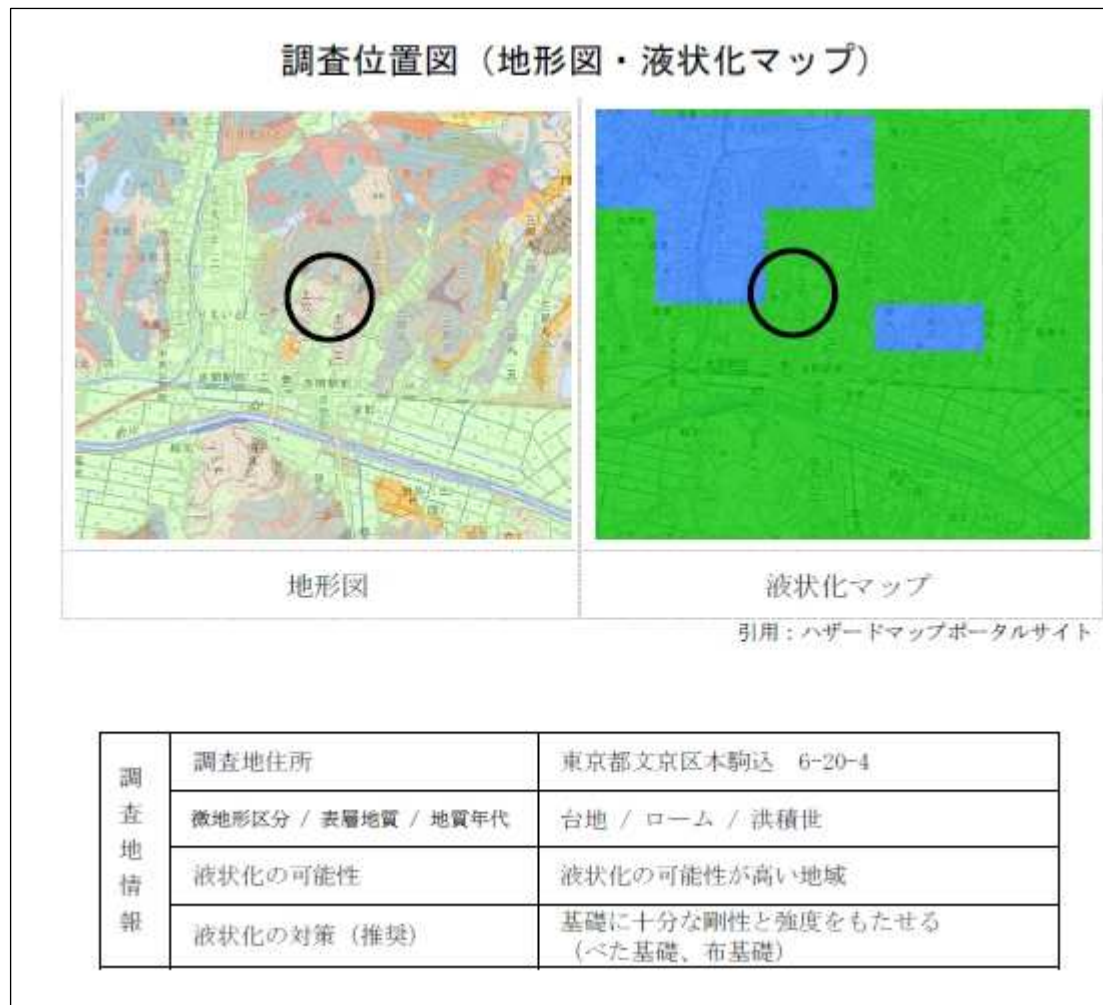 調査位置図（地形図・液状化マップ）
地形図
液状化マップ
引用：ハザードマップポータルサイト
調査地情報
調査地住所
東京都文京区本駒込 6-20-4
微地形区分 / 表層地質 / 地質年代
台地 / ローム / 洪積世
液状化の可能性
液状化の可能性が高い地域
液状化の対策（推奨）
基礎に十分な剛性と強度をもたせる
（べた基礎、布基礎）